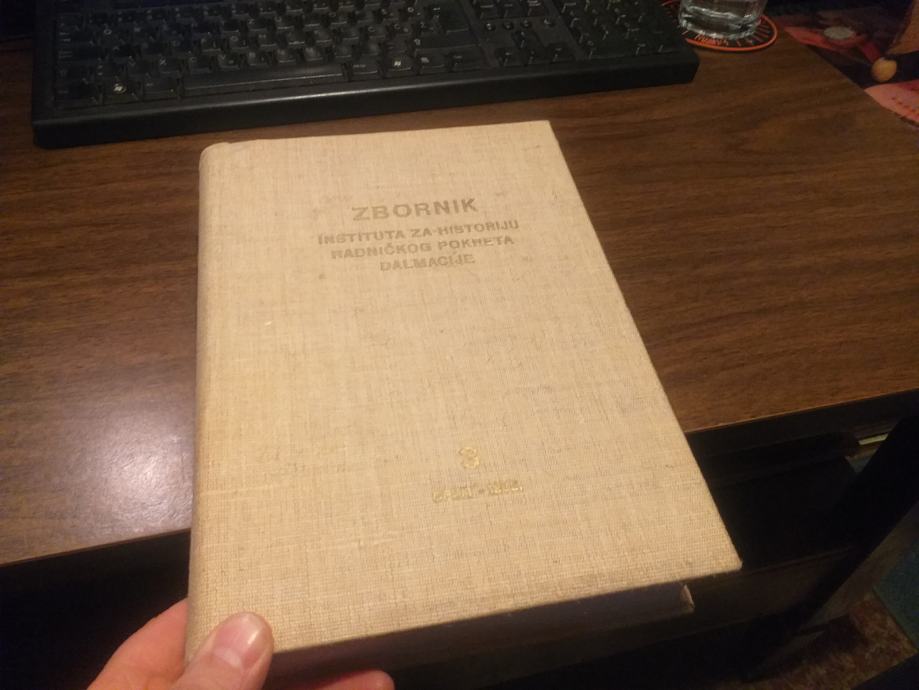 ZBORNIK
INSTITUTA ZA HISTORIJU
RADNIČKOG POKRETA
DALMACIJE
3